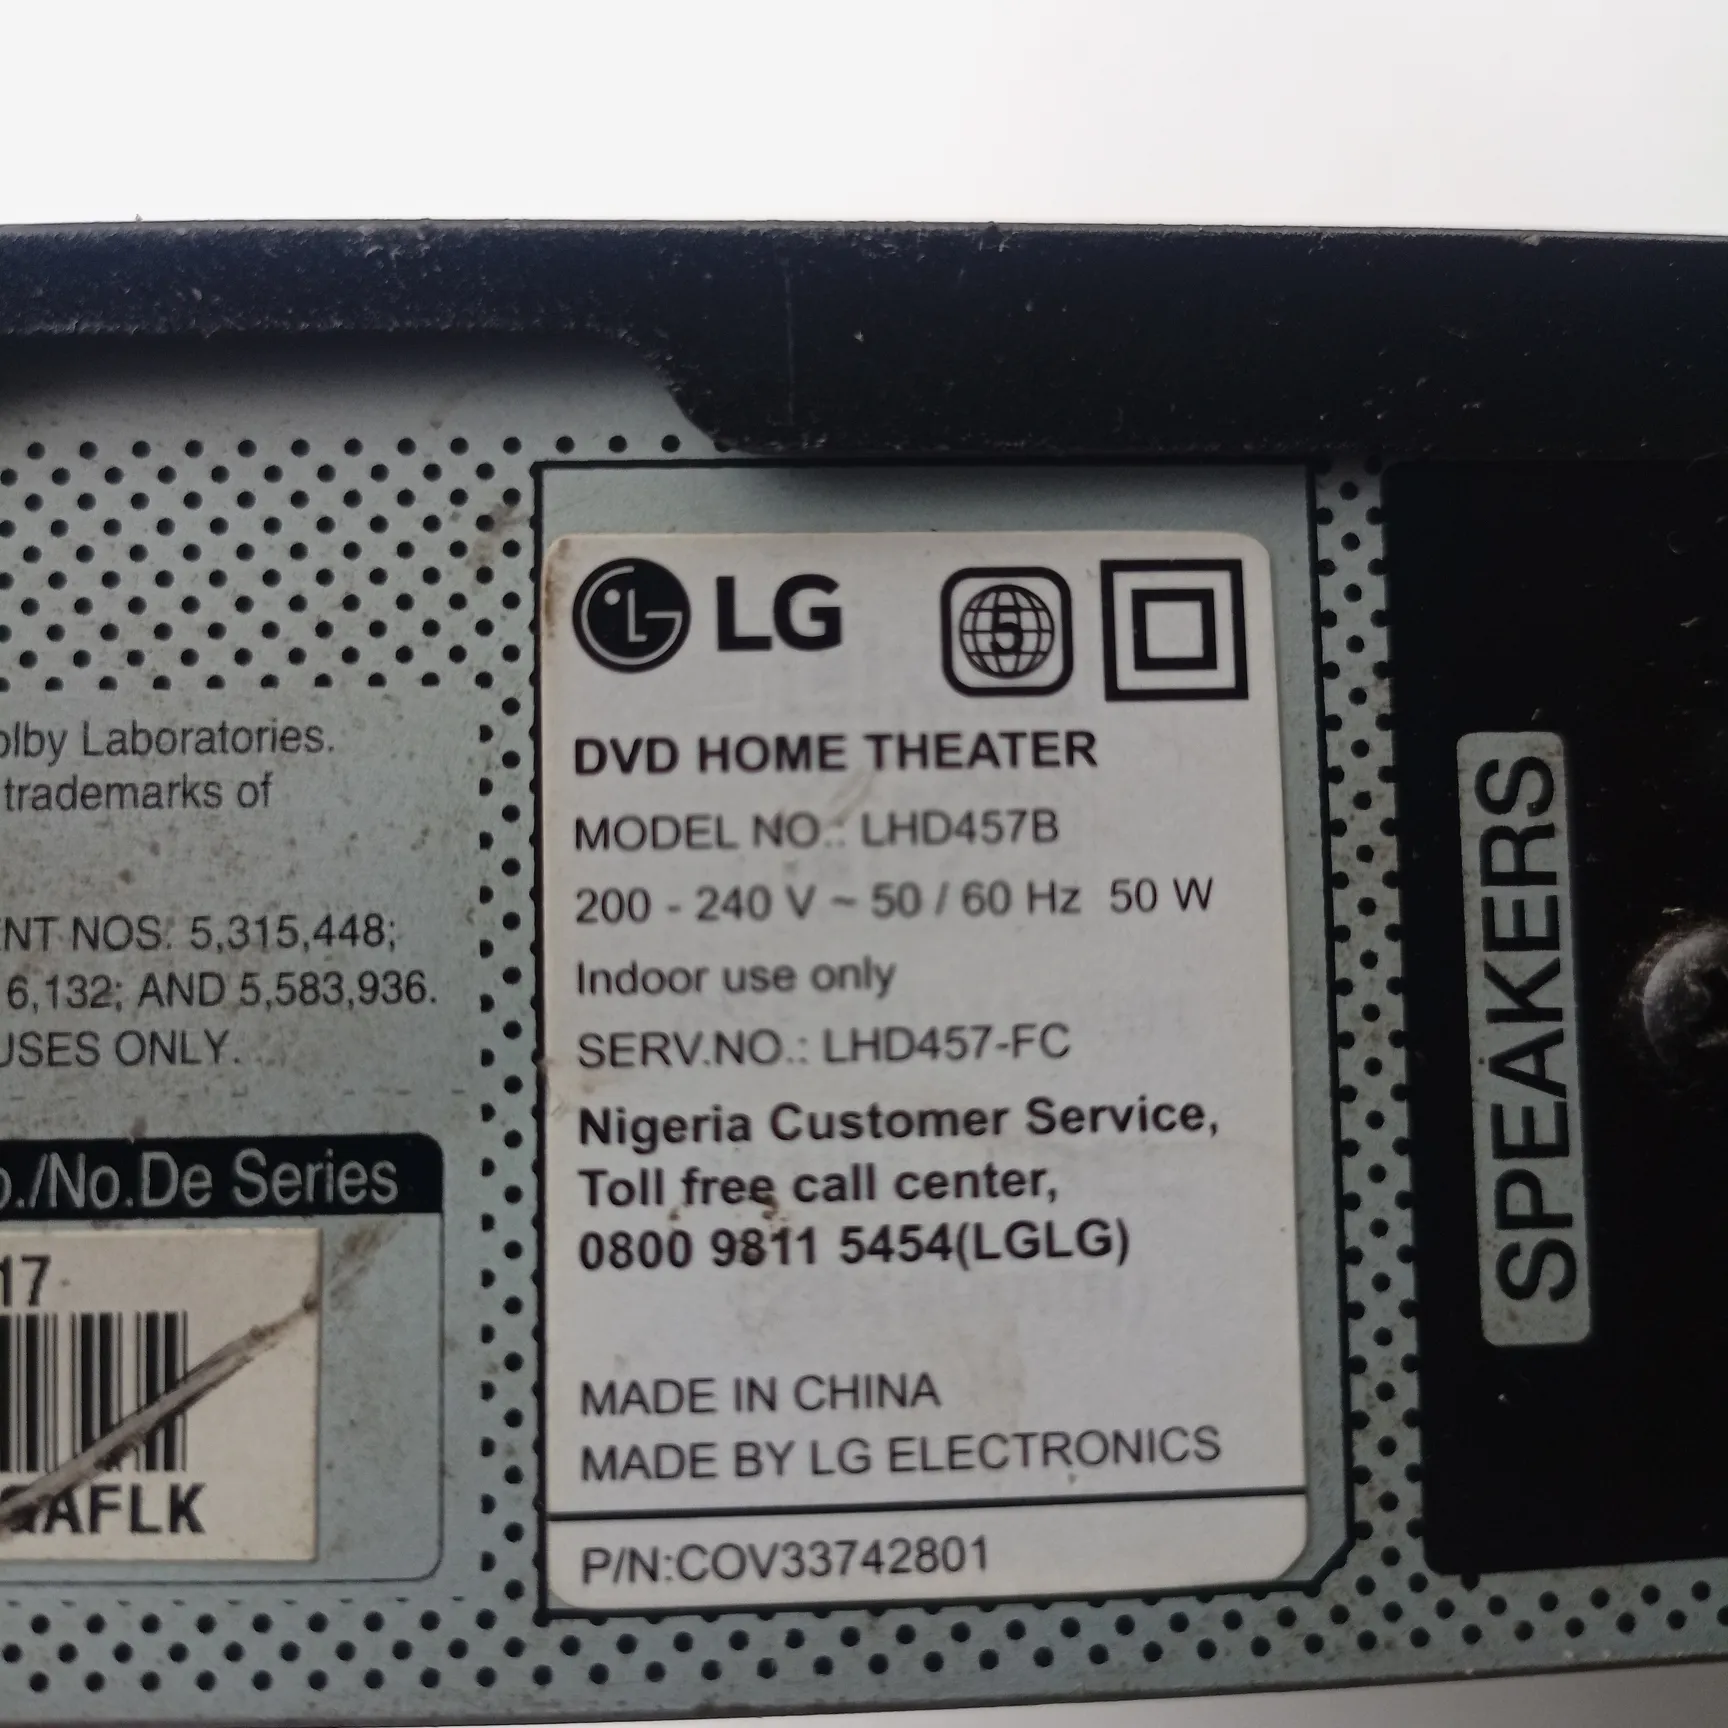 LG
5
DVD HOME THEATER
MODEL NO.: LHD457B
200 - 240 V ~ 50 / 60 Hz 50 W
Indoor use only
SERV.NO.: LHD457-FC
Nigeria Customer Service,
Toll free call center,
0800 9811 5454(LGLG)
MADE IN CHINA
MADE BY LG ELECTRONICS
P/N:COV33742801
olby Laboratories.
trademarks of
ENT NOS: 5,315,448;
6,132; AND 5,583,936.
USES ONLY.
o./No.De Series
17
AFLK
SPEAKERS